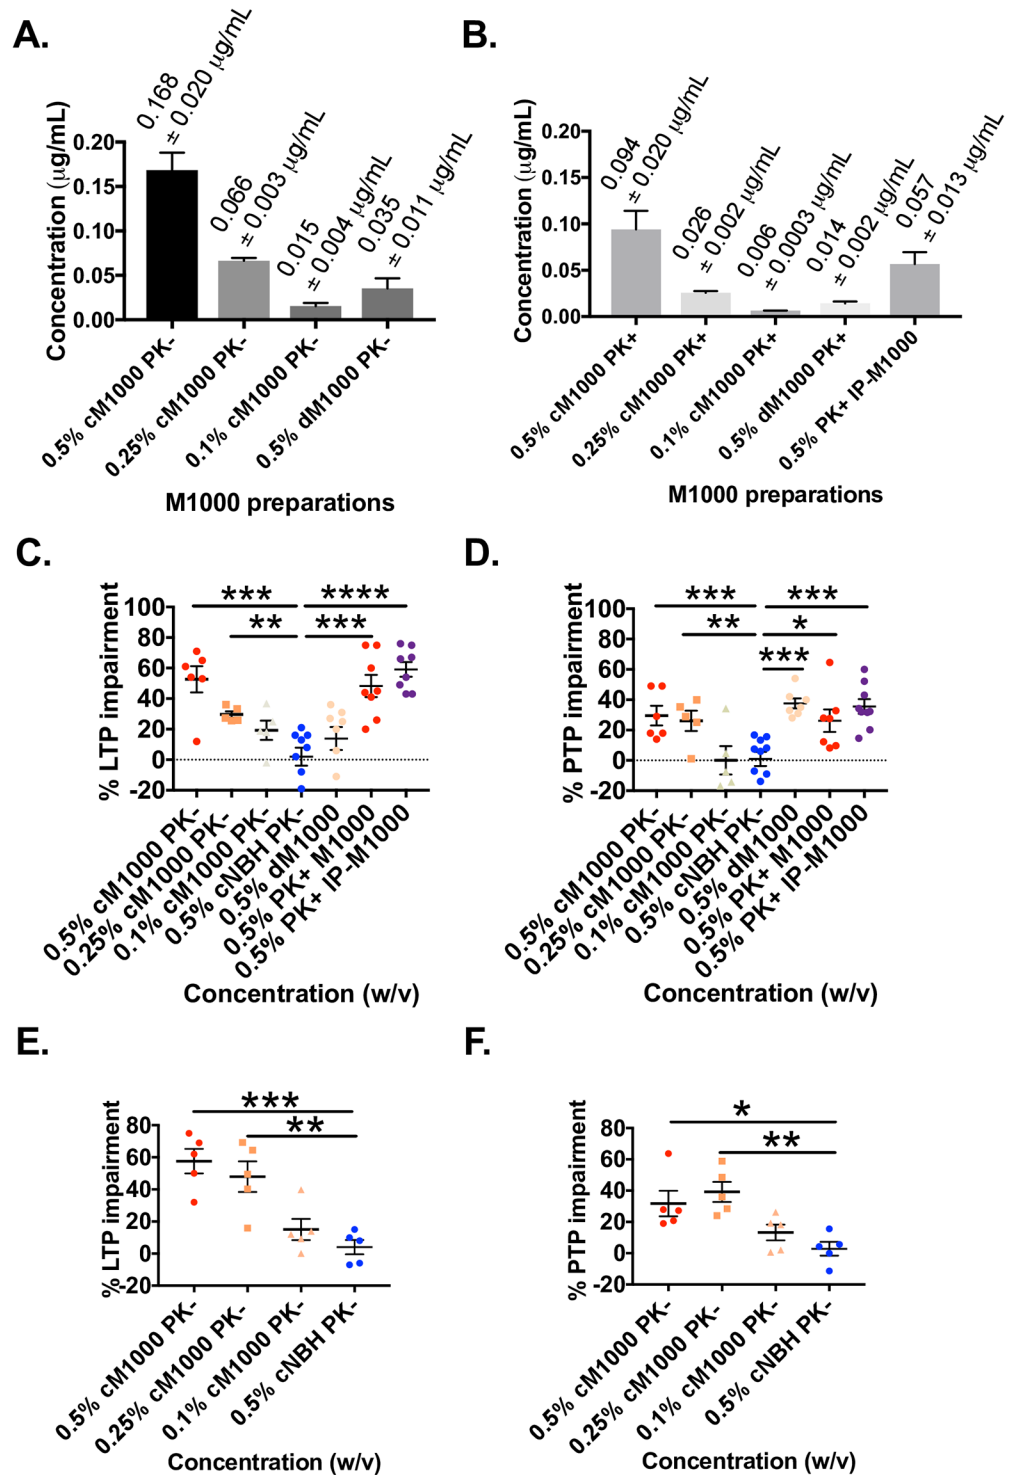 A.
Concentration (µg/mL)
0.20
0.15
0.10
0.05
0.00
0.168
± 0.020 µg/mL
0.066
± 0.003 µg/mL
0.015
± 0.004 µg/mL
0.035
± 0.011 µg/mL
0.5% cM1000 PK-
0.25% cM1000 PK-
0.1% cM1000 PK-
0.5% dM1000 PK-
M1000 preparations
B.
Concentration (µg/mL)
0.20
0.15
0.10
0.05
0.00
0.094
± 0.020 µg/mL
0.026
± 0.002 µg/mL
0.006
± 0.0003 µg/mL
0.014
± 0.002 µg/mL
0.057
± 0.013 µg/mL
0.5% cM1000 PK+
0.25% cM1000 PK+
0.1% cM1000 PK+
0.5% dM1000 PK+
0.5% PK+ IP-M1000
M1000 preparations
C.
% LTP impairment
100
80
60
40
20
0
-20
***
****
**
***
0.5% cM1000 PK-
0.25% cM1000 PK-
0.1% cM1000 PK-
0.5% cNBH PK-
0.5% dM1000
0.5% PK+ M1000
0.5% PK+ IP-M1000
Concentration (w/v)
D.
% PTP impairment
100
80
60
40
20
0
-20
***
***
**
*
***
0.5% cM1000 PK-
0.25% cM1000 PK-
0.1% cM1000 PK-
0.5% cNBH PK-
0.5% dM1000
0.5% PK+ M1000
0.5% PK+ IP-M1000
Concentration (w/v)
E.
% LTP impairment
80
60
40
20
0
-20
***
**
0.5% cM1000 PK-
0.25% cM1000 PK-
0.1% cM1000 PK-
0.5% cNBH PK-
Concentration (w/v)
F.
% PTP impairment
80
60
40
20
0
-20
*
**
0.5% cM1000 PK-
0.25% cM1000 PK-
0.1% cM1000 PK-
0.5% cNBH PK-
Concentration (w/v)